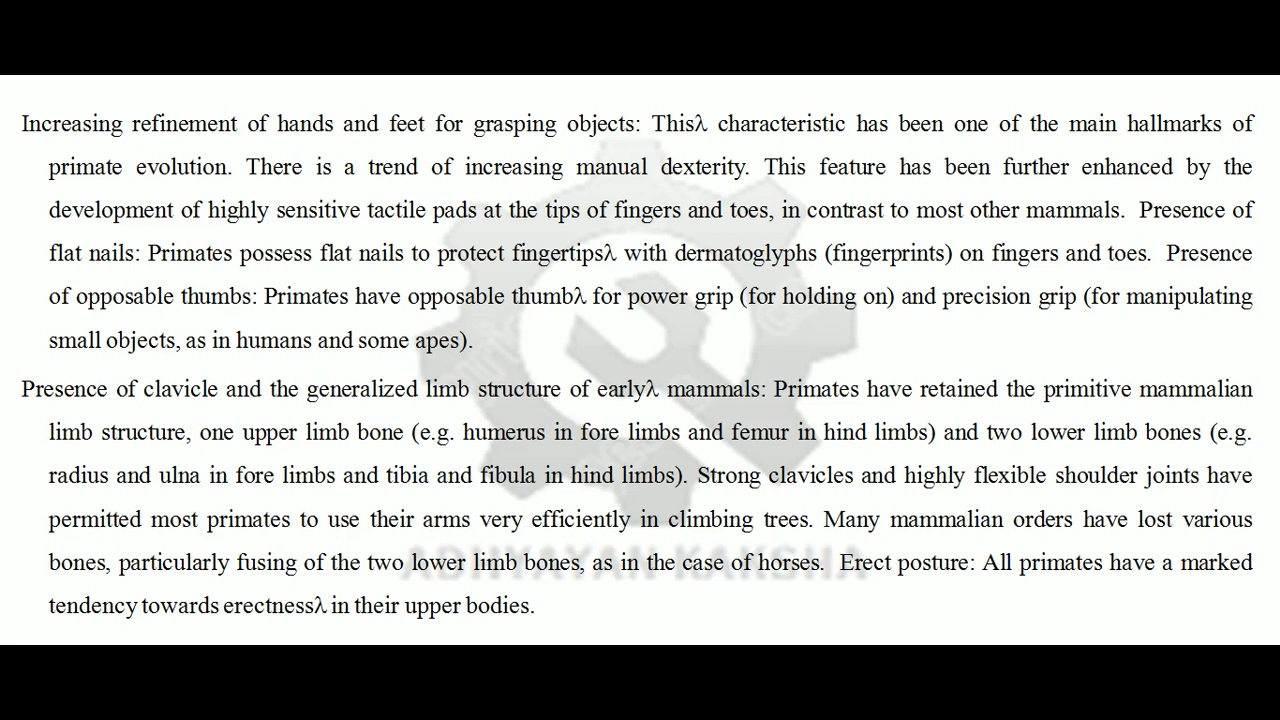 Increasing refinement of hands and feet for grasping objects: Thisλ characteristic has been one of the main hallmarks of
primate evolution. There is a trend of increasing manual dexterity. This feature has been further enhanced by the
development of highly sensitive tactile pads at the tips of fingers and toes, in contrast to most other mammals. Presence of
flat nails: Primates possess flat nails to protect fingertipsλ with dermatoglyphs (fingerprints) on fingers and toes. Presence
of opposable thumbs: Primates have opposable thumbλ for power grip (for holding on) and precision grip (for manipulating
small objects, as in humans and some apes).
Presence of clavicle and the generalized limb structure of earlyλ mammals: Primates have retained the primitive mammalian
limb structure, one upper limb bone (e.g. humerus in fore limbs and femur in hind limbs) and two lower limb bones (e.g.
radius and ulna in fore limbs and tibia and fibula in hind limbs). Strong clavicles and highly flexible shoulder joints have
permitted most primates to use their arms very efficiently in climbing trees. Many mammalian orders have lost various
bones, particularly fusing of the two lower limb bones, as in the case of horses. Erect posture: All primates have a marked
tendency towards erectnessλ in their upper bodies.
ADHYAYAN KAKSHA